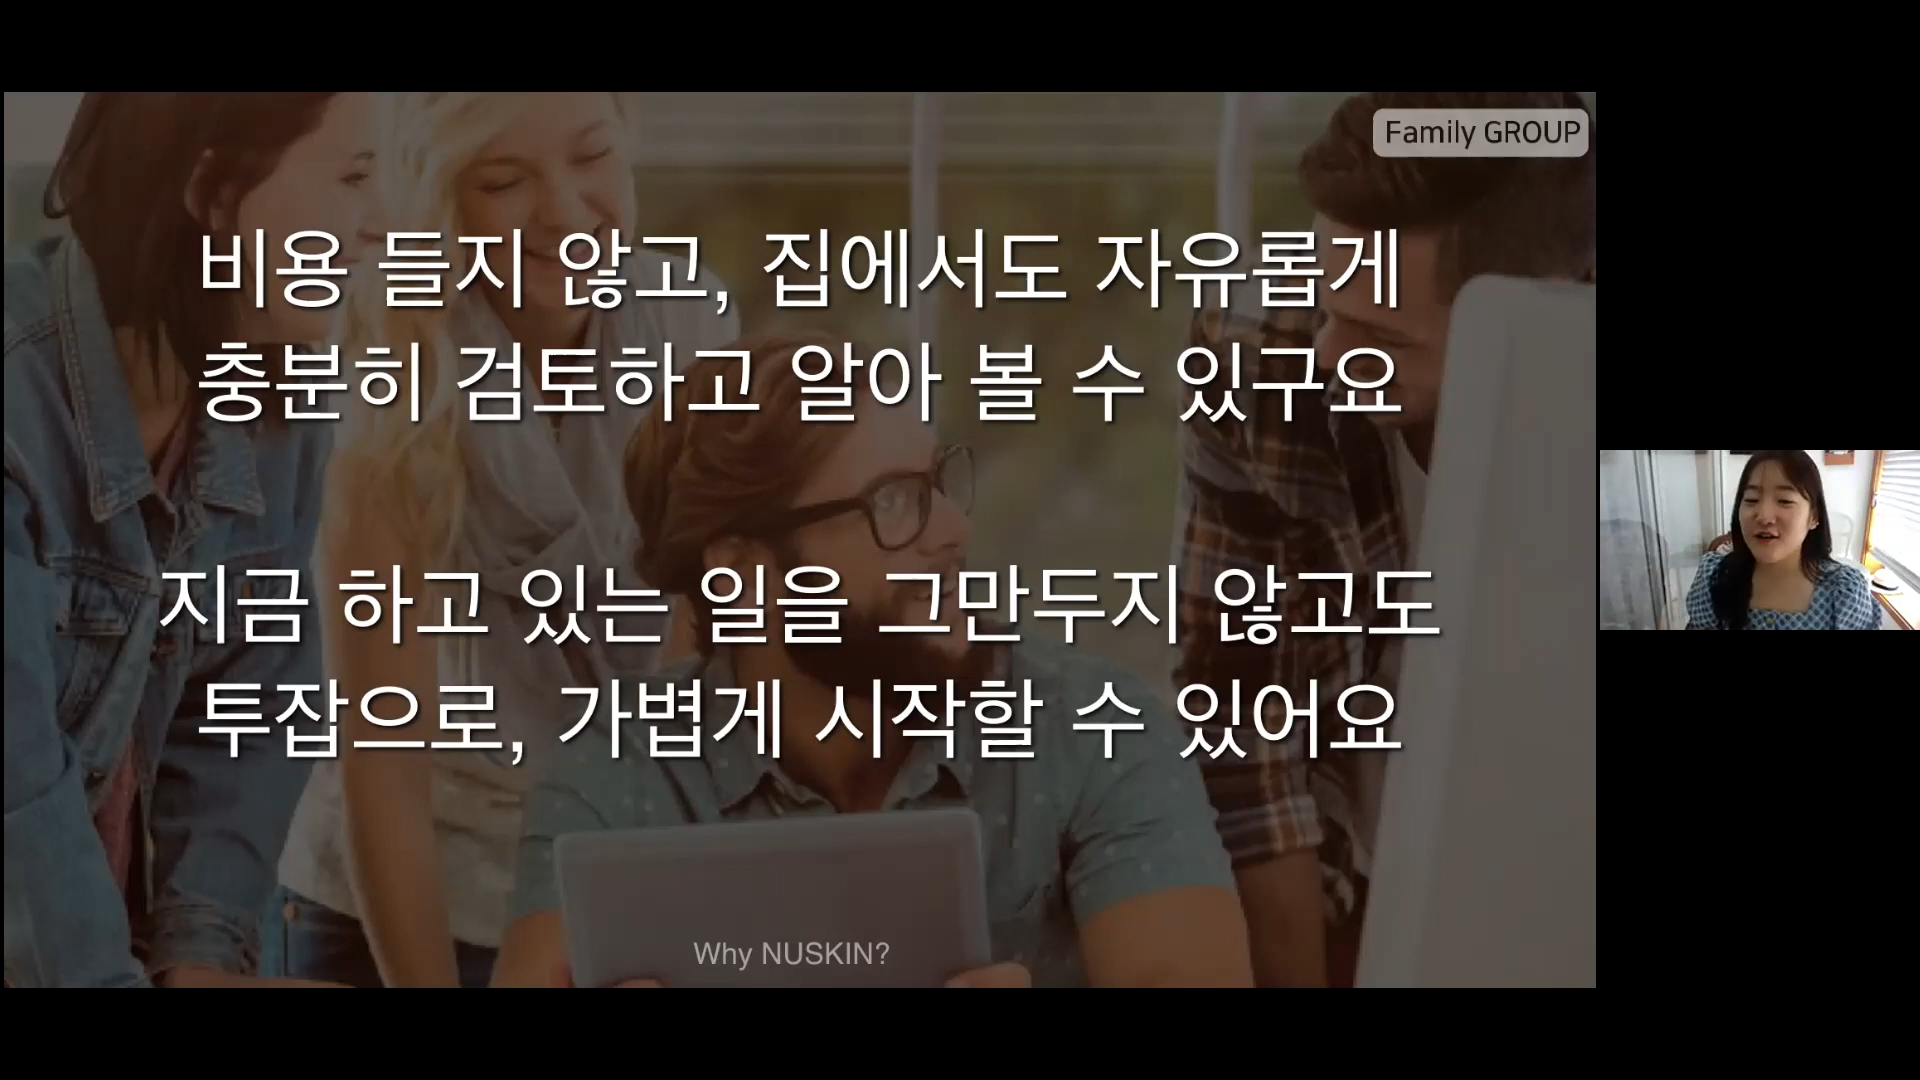 Family GROUP
비용 들지 않고, 집에서도 자유롭게
충분히 검토하고 알아 볼 수 있구요
지금 하고 있는 일을 그만두지 않고도
투잡으로, 가볍게 시작할 수 있어요
Why NUSKIN?